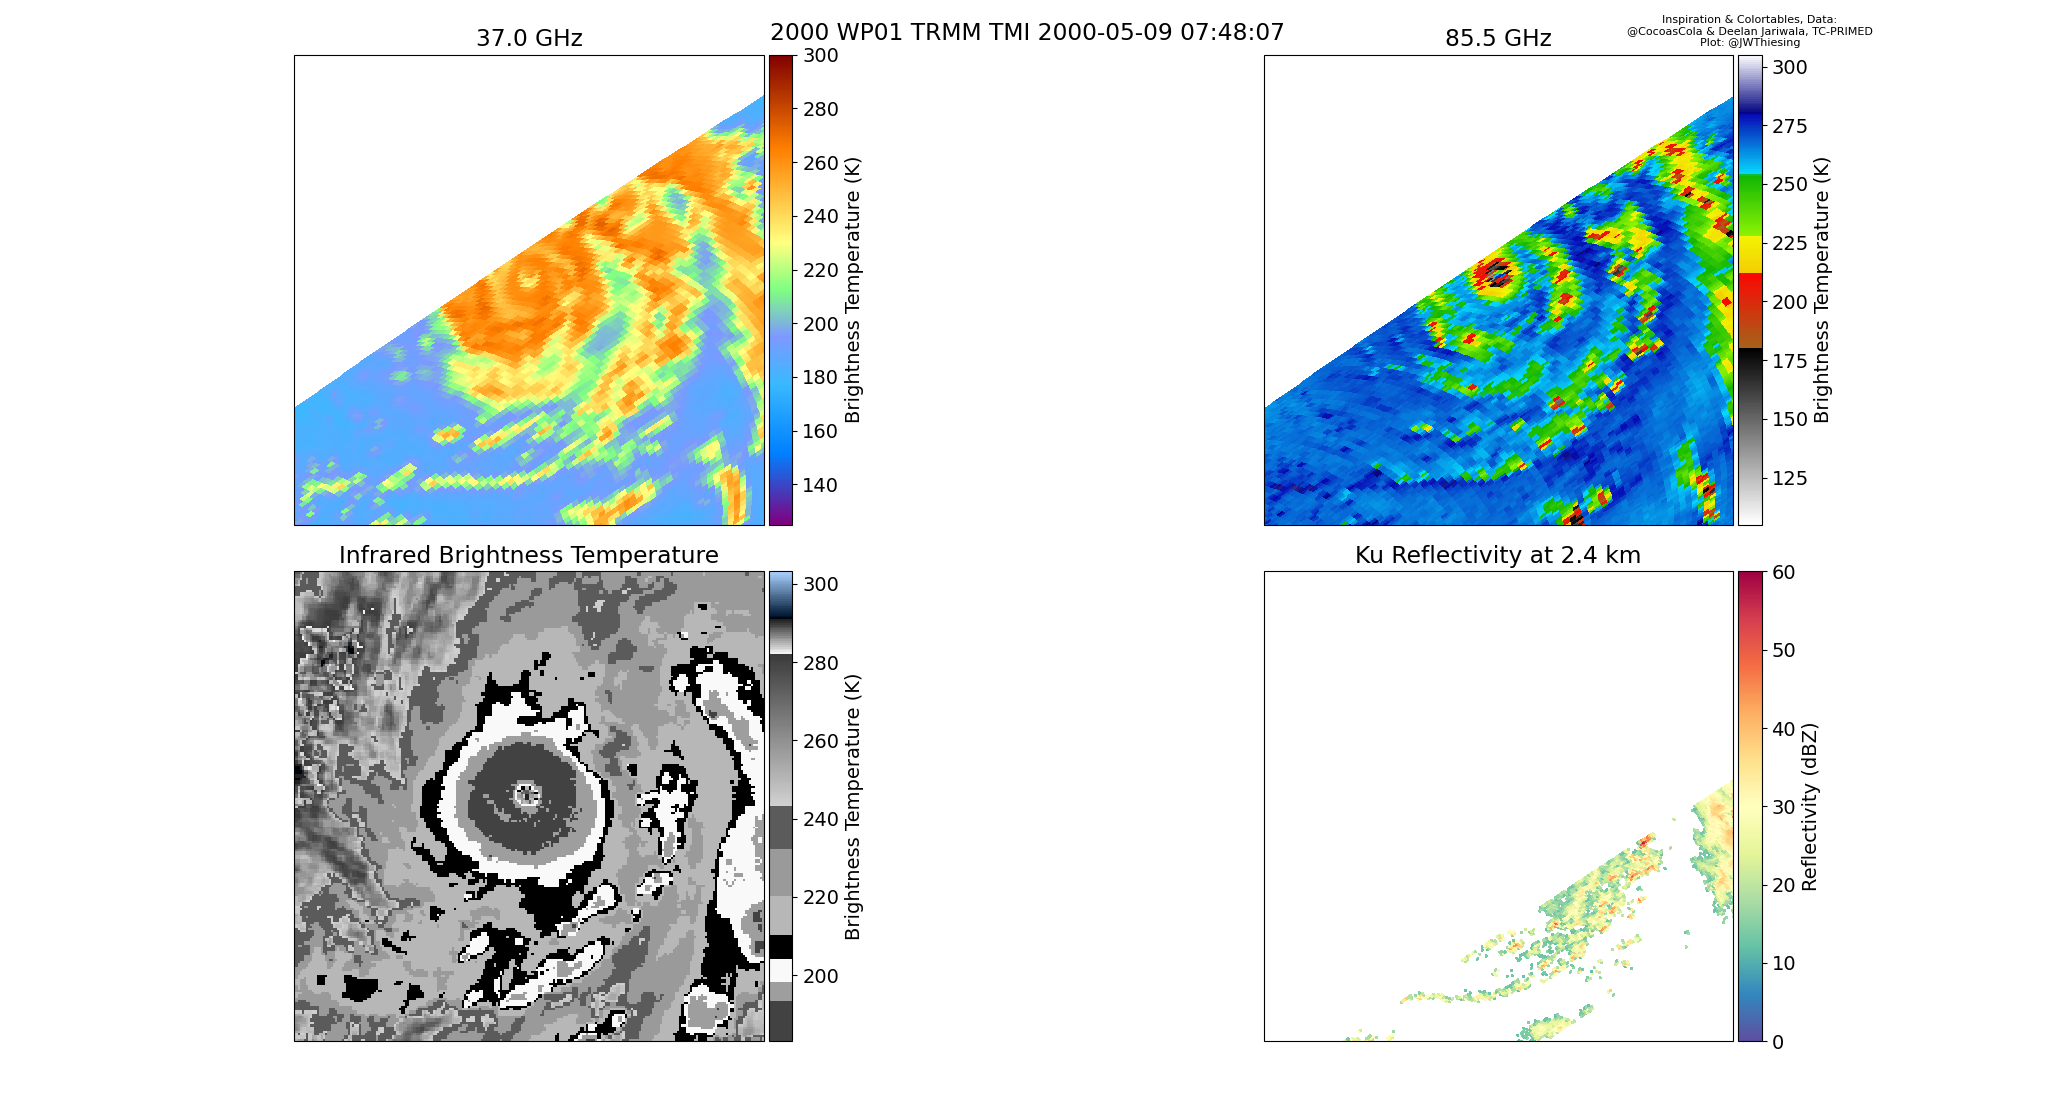 2000 WP01 TRMM TMI 2000-05-09 07:48:07
Inspiration & Colortables, Data:
@CocoasCola & Deelan Jariwala, TC-PRIMED
Plot: @JWThiesing
37.0 GHz
300
280
260
240
220
200
180
160
140
Brightness Temperature (K)
85.5 GHz
300
275
250
225
200
175
150
125
Brightness Temperature (K)
Infrared Brightness Temperature
300
280
260
240
220
200
Brightness Temperature (K)
Ku Reflectivity at 2.4 km
60
50
40
30
20
10
0
Reflectivity (dBZ)